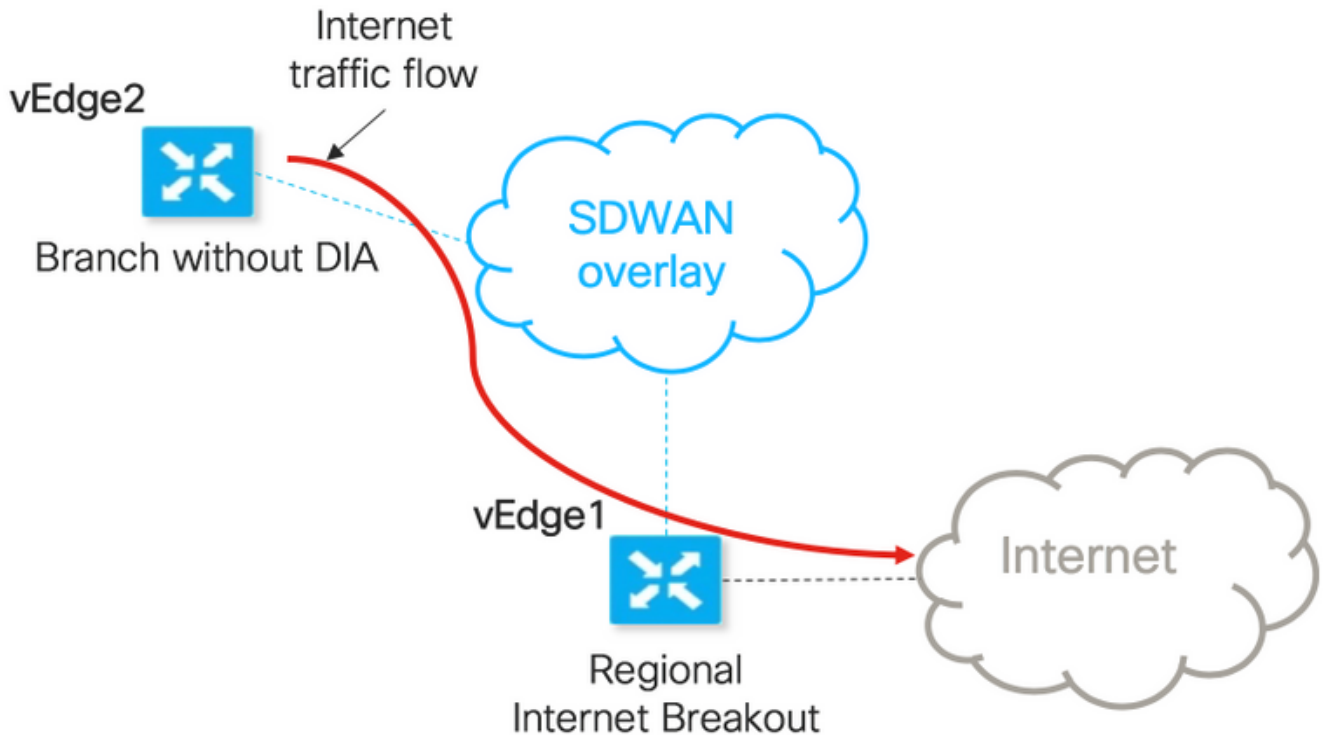 Internet
traffic flow
vEdge2
Branch without DIA
SDWAN
overlay
vEdge1
Regional
Internet Breakout
Internet